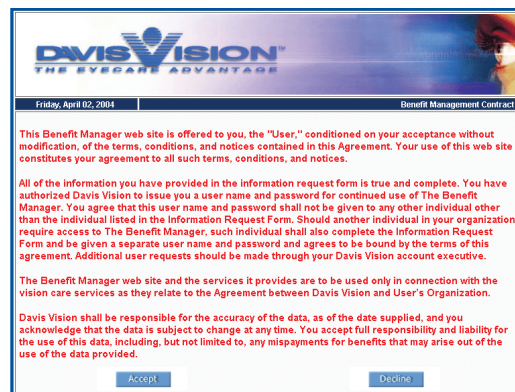 DAVIS VISION™
THE EYECARE ADVANTAGE
Friday, April 02, 2004 Benefit Management Contract
This Benefit Manager web site is offered to you, the "User," conditioned on your acceptance without
modification, of the terms, conditions, and notices contained in this Agreement. Your use of this web site
constitutes your agreement to all such terms, conditions, and notices.
All of the information you have provided in the information request form is true and complete. You have
authorized Davis Vision to issue you a user name and password for continued use of The Benefit
Manager. You agree that this user name and password shall not be given to any other individual other
than the individual listed in the Information Request Form. Should another individual in your organization
require access to The Benefit Manager, such individual shall also complete the Information Request
Form and be given a separate user name and password and agrees to be bound by the terms of this
agreement. Additional user requests should be made through your Davis Vision account executive.
The Benefit Manager web site and the services it provides are to be used only in connection with the
vision care services as they relate to the Agreement between Davis Vision and User's Organization.
Davis Vision shall be responsible for the accuracy of the data, as of the date supplied, and you
acknowledge that the data is subject to change at any time. You accept full responsibility and liability for
the use of this data, including, but not limited to, any mispayments for benefits that may arise out of the
use of the data provided.
Accept Decline